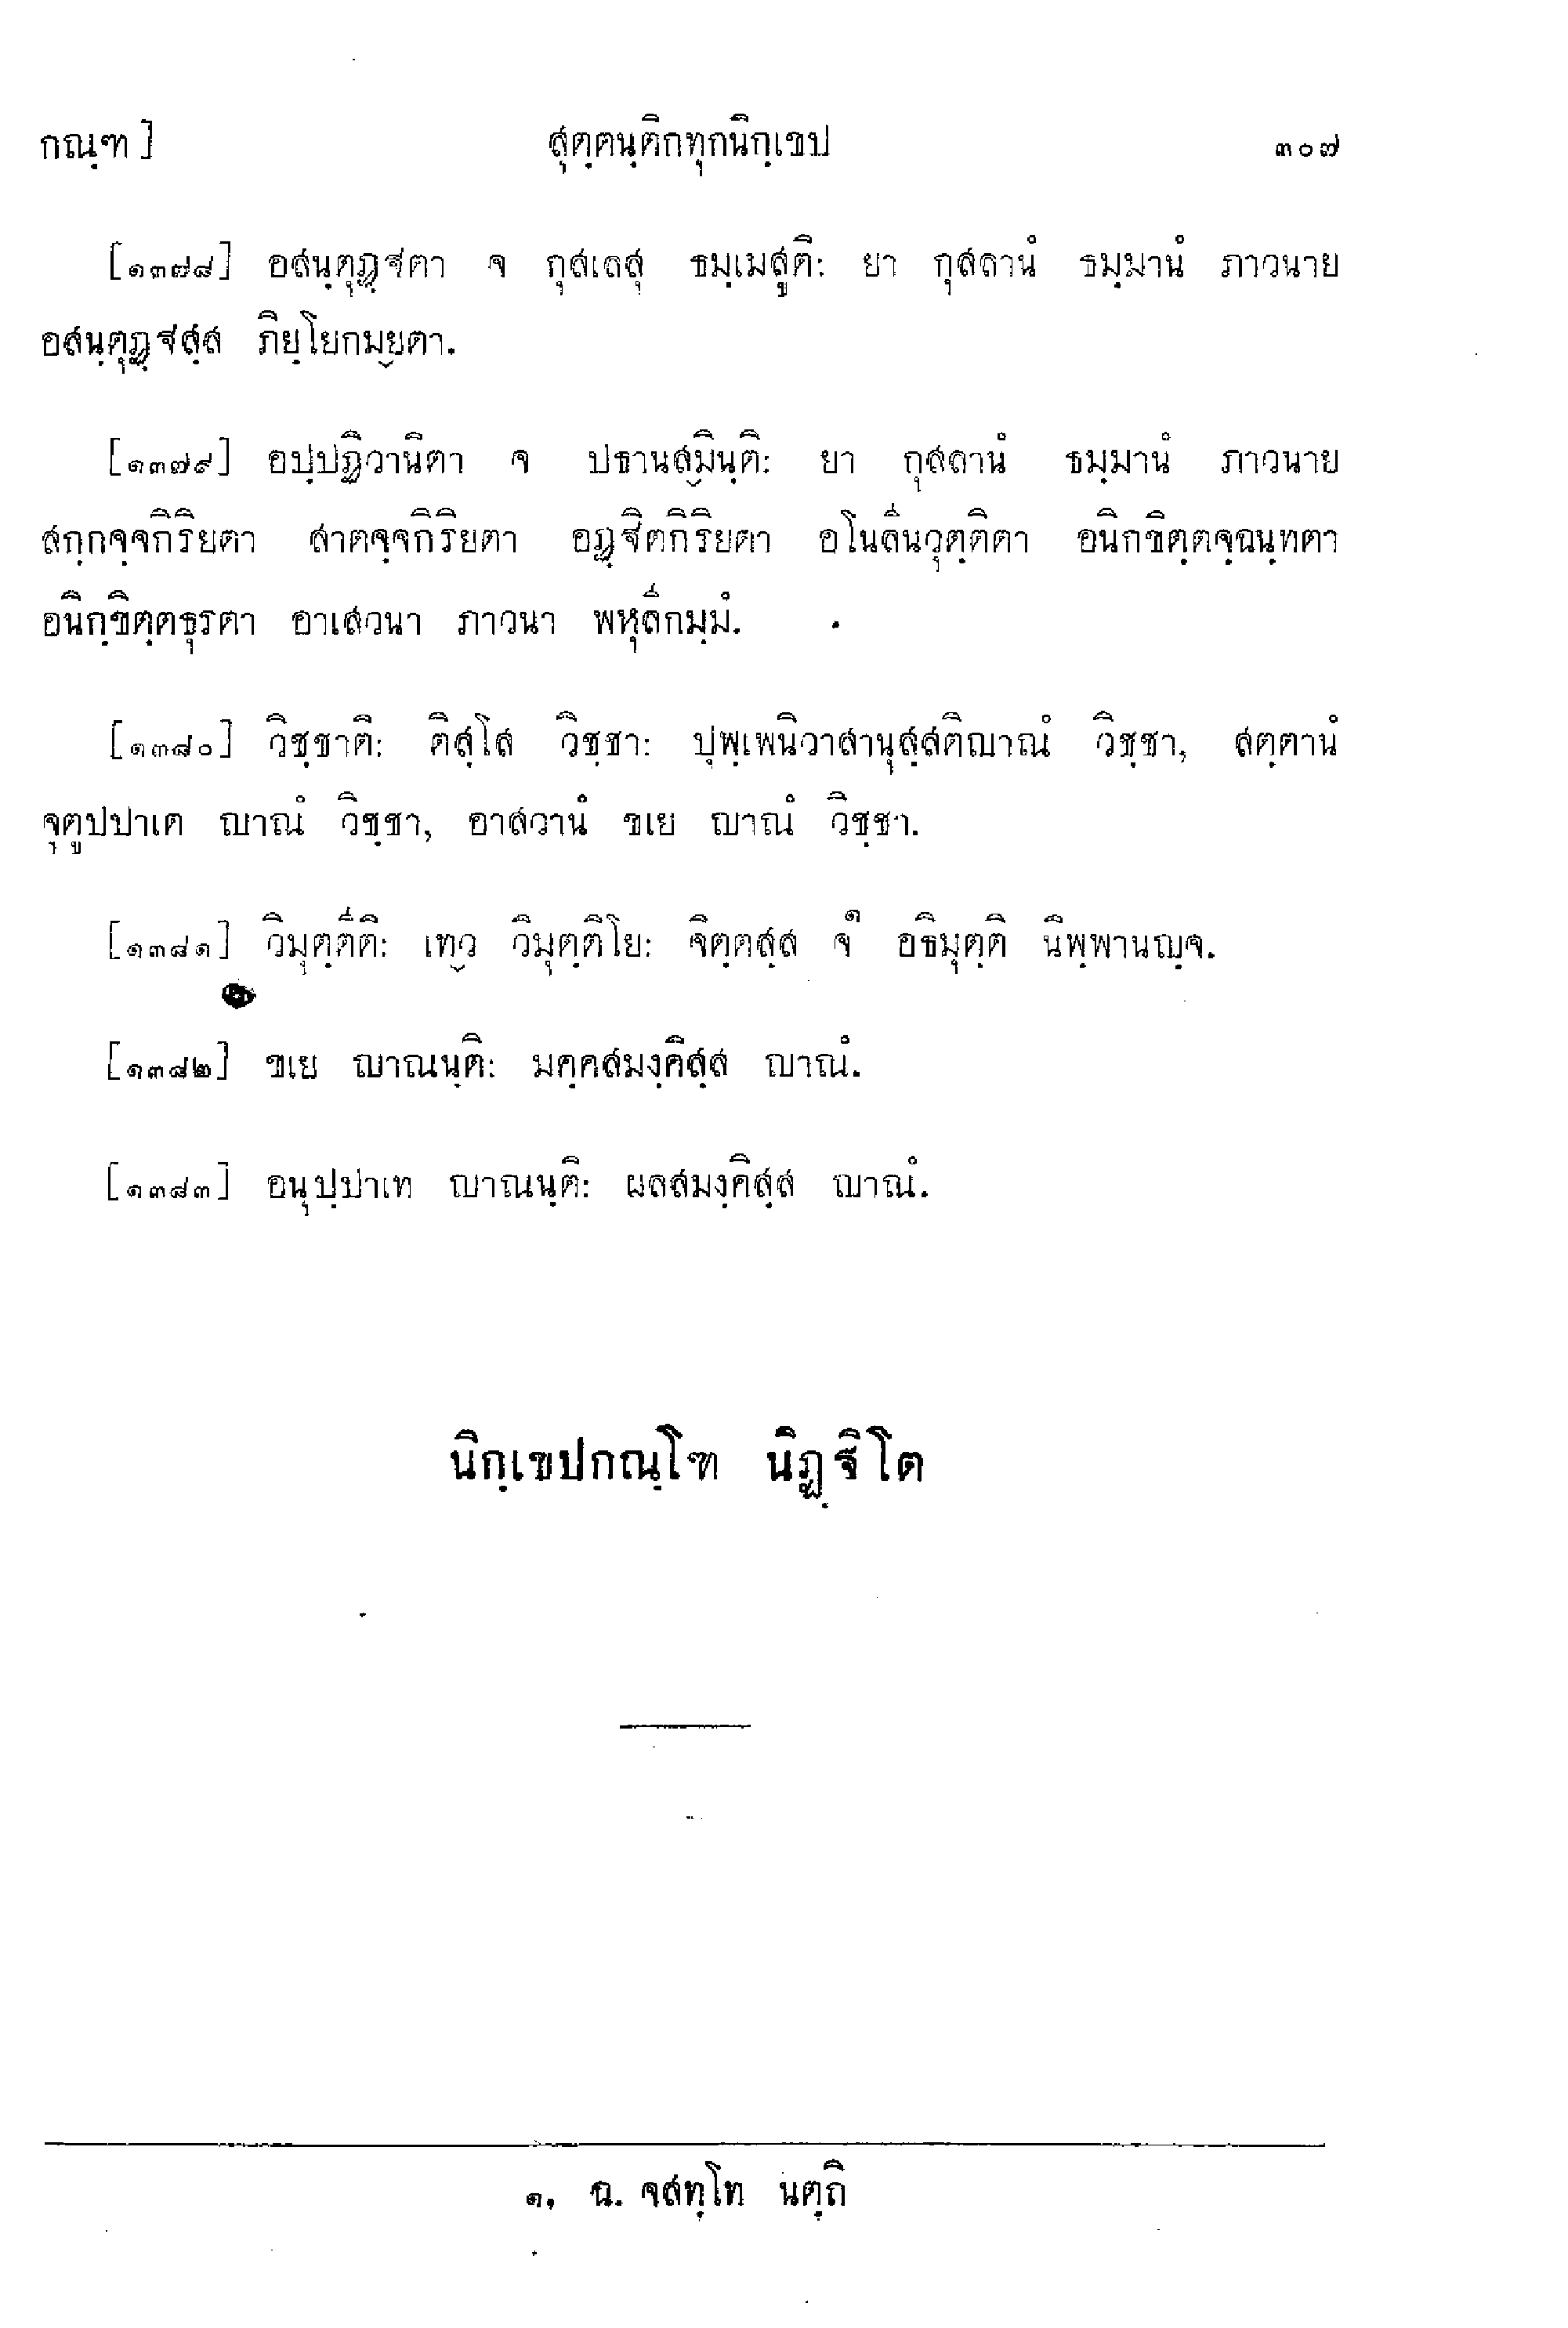 กณฺฑ ] สุตฺตนฺติกทุกนิกฺเขป ๓๐๗
[๑๓๗๘] อสนฺตุฏฺฐตา จ กุสเลสุ ธมฺเมสูติ: ยา กุสลานํ ธมฺมานํ ภาวนาย
อสนฺตุฏฺฐสฺส ภิยฺโยกมฺยตา.
[๑๓๗๙] อปฺปฏิวานิตา จ ปธานสฺมินฺติ: ยา กุสลานํ ธมฺมานํ ภาวนาย
สกฺกจฺจกิริยตา สาตจฺจกิริยตา อฏฺฐิตกิริยตา อโนลีนวุตฺติตา อนิกขิตฺตจฺฉนฺทตา
อนิกฺขิตฺตธุรตา อาเสวนา ภาวนา พหุลีกมฺมํ.
[๑๓๘๐] วิชฺชาติ: ติสฺโส วิชฺชา: ปุพฺเพนิวาสานุสฺสติญาณํ วิชฺชา, สตฺตานํ
จุตูปปาเต ญาณํ วิชฺชา, อาสวานํ ขเย ญาณํ วิชฺชา.
[๑๓๘๑] วิมุตฺตีติ: เทฺว วิมุตฺติโย: จิตฺตสฺส จ๑ อธิมุตฺติ นิพฺพานญฺจ.
[๑๓๘๒] ขเย ญาณนฺติ: มคฺคสมงฺคิสฺส ญาณํ.
[๑๓๘๓] อนุปฺปาเท ญาณนฺติ: ผลสมงฺคิสฺส ญาณํ.
นิกฺเขปกณฺโฑ นิฏฺฐิโต
๑, ฉ. จสทฺโท นตฺถิ